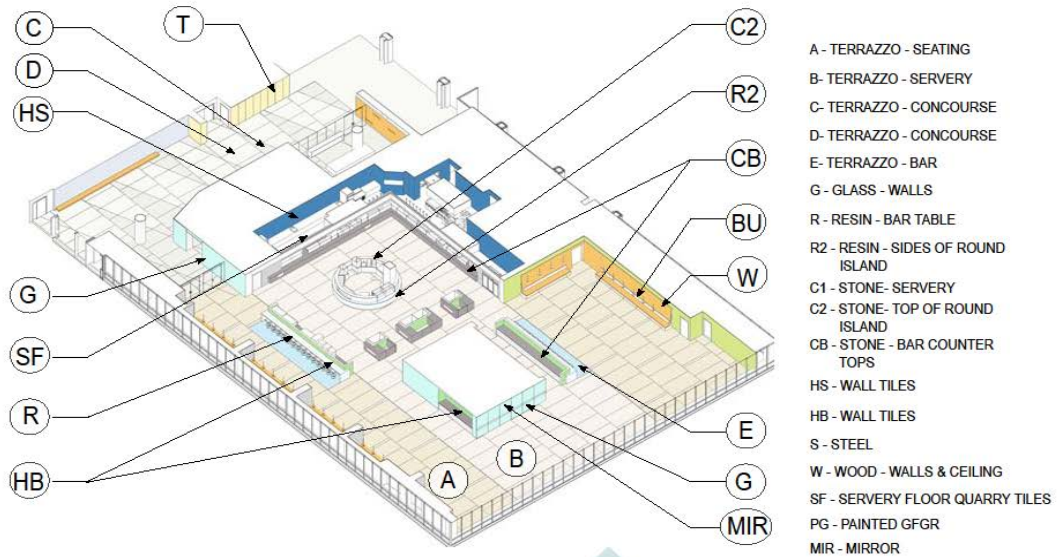 C
T
D
HS
G
SF
R
HB
C2
R2
CB
BU
W
E
G
MIR
A
B
A - TERRAZZO - SEATING
B- TERRAZZO - SERVERY
C- TERRAZZO - CONCOURSE
D- TERRAZZO - CONCOURSE
E- TERRAZZO - BAR
G - GLASS - WALLS
R - RESIN - BAR TABLE
R2 - RESIN - SIDES OF ROUND
ISLAND
C1 - STONE- SERVERY
C2 - STONE- TOP OF ROUND
ISLAND
CB - STONE - BAR COUNTER
TOPS
HS - WALL TILES
HB - WALL TILES
S - STEEL
W - WOOD - WALLS & CEILING
SF - SERVERY FLOOR QUARRY TILES
PG - PAINTED GFGR
MIR - MIRROR